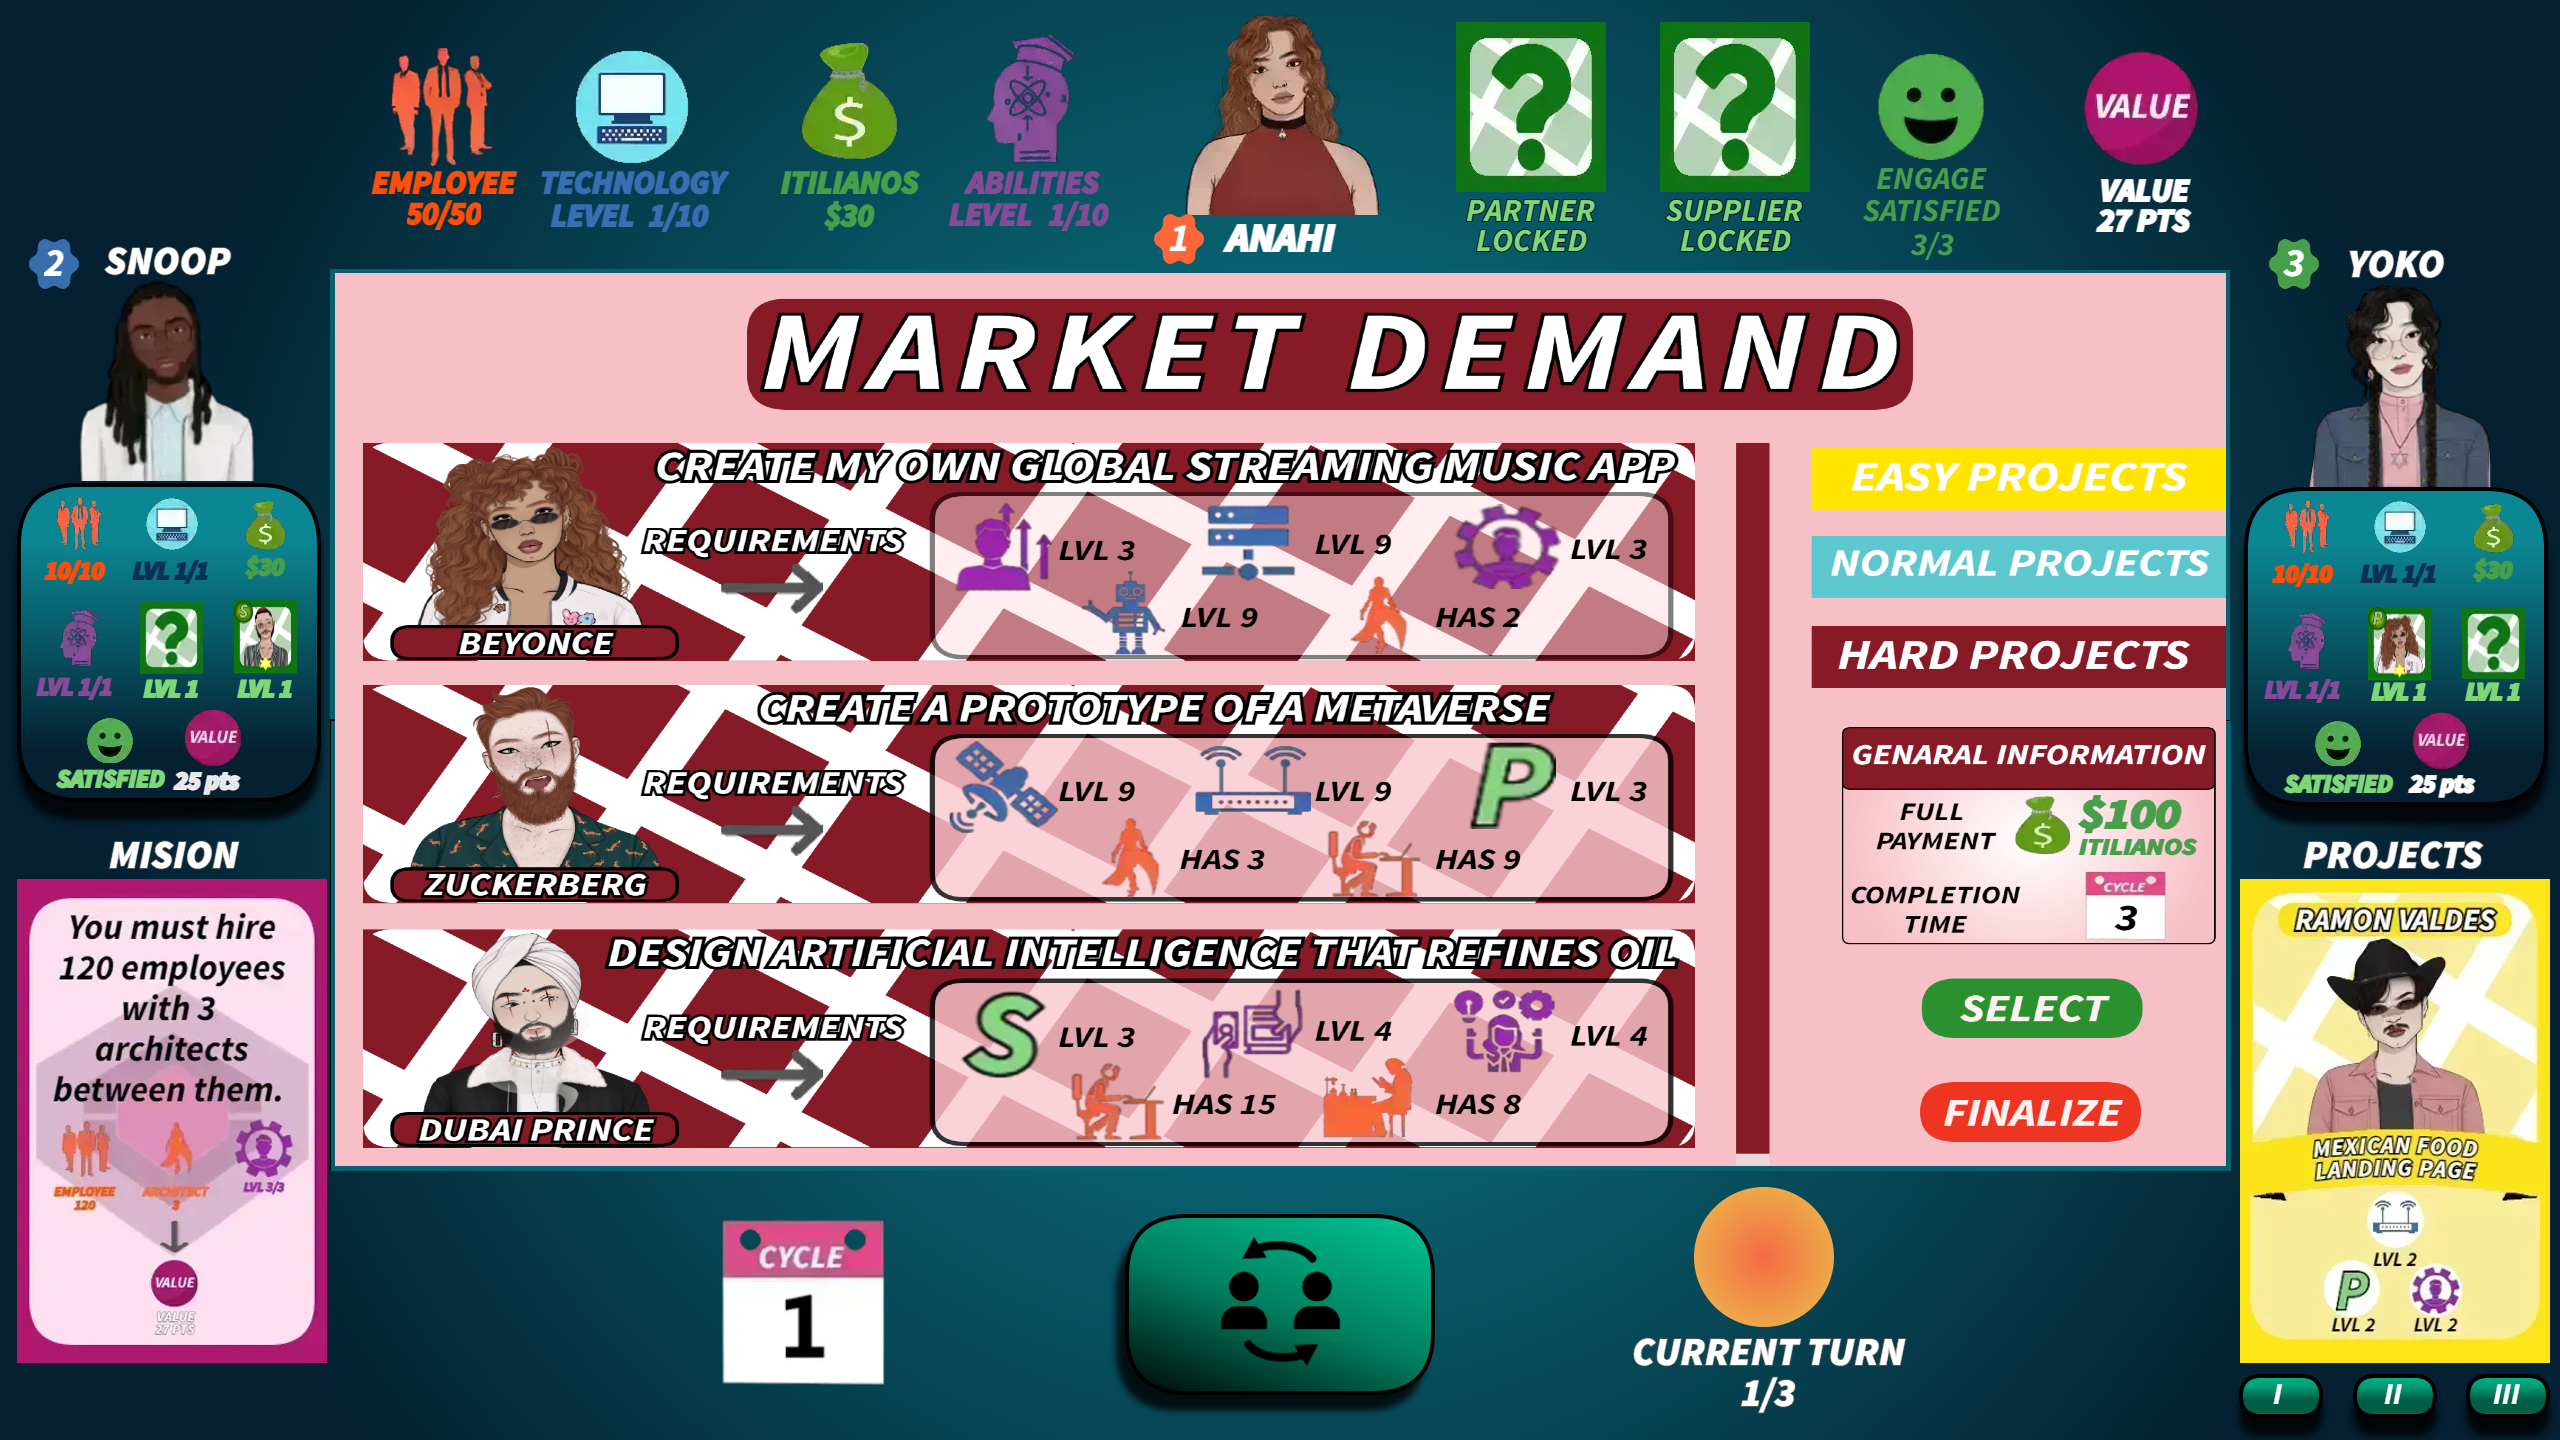 EMPLOYEE
50/50
TECHNOLOGY
LEVEL 1/10
$
ITILIANOS
$30
ABILITIES
LEVEL 1/10
1 ANAHI
?
PARTNER
LOCKED
?
SUPPLIER
LOCKED
ENGAGE
SATISFIED
3/3
VALUE
VALUE
27 PTS
2 SNOOP
10/10
LVL 1/1
$
$30
LVL 1/1
?
LVL 1
S
LVL 1
SATISFIED
VALUE
25 pts
MISION
You must hire
120 employees
with 3
architects
between them.
EMPLOYEE
120
ARCHITECT
3
LVL 3/3
VALUE
VALUE
27 PTS
MARKET DEMAND
CREATE MY OWN GLOBAL STREAMING MUSIC APP
REQUIREMENTS
LVL 3
LVL 9
LVL 3
LVL 9
HAS 2
BEYONCE
CREATE A PROTOTYPE OF A METAVERSE
REQUIREMENTS
LVL 9
LVL 9
P LVL 3
HAS 3
HAS 9
ZUCKERBERG
DESIGN ARTIFICIAL INTELLIGENCE THAT REFINES OIL
REQUIREMENTS
S LVL 3
LVL 4
LVL 4
HAS 15
HAS 8
DUBAI PRINCE
EASY PROJECTS
NORMAL PROJECTS
HARD PROJECTS
GENARAL INFORMATION
FULL
PAYMENT
$
$100
ITILIANOS
COMPLETION
TIME
CYCLE
3
SELECT
FINALIZE
3 YOKO
10/10
LVL 1/1
$
$30
LVL 1/1
P
LVL 1
?
LVL 1
SATISFIED
VALUE
25 pts
PROJECTS
RAMON VALDES
MEXICAN FOOD
LANDING PAGE
LVL 2
P
LVL 2
LVL 2
I
II
III
CYCLE
1
CURRENT TURN
1/3